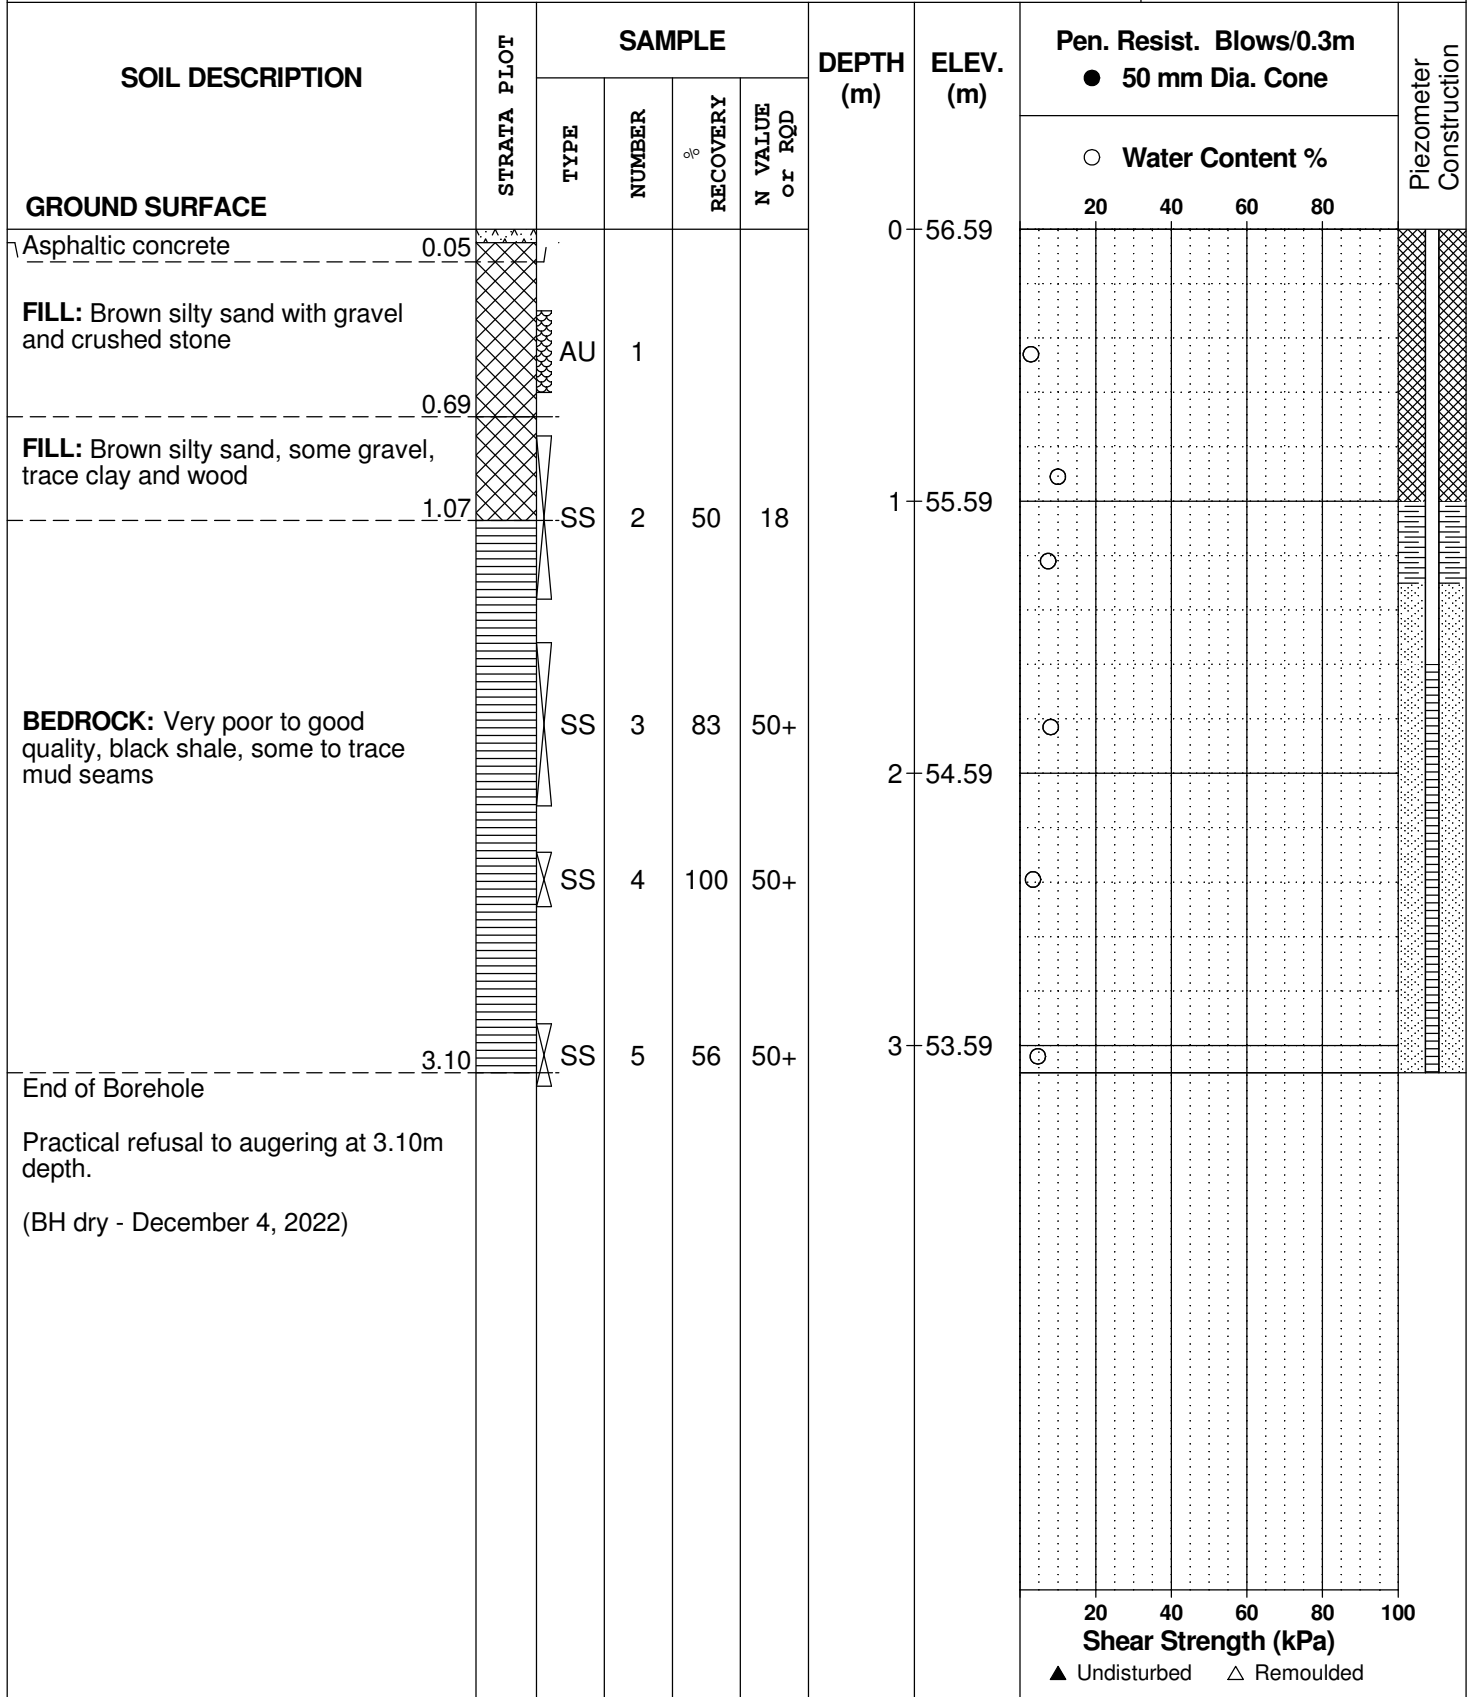 SOIL DESCRIPTION
GROUND SURFACE
STRATA PLOT
SAMPLE
TYPE
NUMBER
% RECOVERY
N VALUE or RQD
DEPTH
(m)
ELEV.
(m)
Pen. Resist. Blows/0.3m
● 50 mm Dia. Cone
○ Water Content %
20 40 60 80
Piezometer
Construction
0 56.59
Asphaltic concrete 0.05
FILL: Brown silty sand with gravel
and crushed stone
AU 1
0.69
FILL: Brown silty sand, some gravel,
trace clay and wood
1 55.59
1.07
SS 2 50 18
BEDROCK: Very poor to good
quality, black shale, some to trace
mud seams
SS 3 83 50+
2 54.59
SS 4 100 50+
3 53.59
SS 5 56 50+
3.10
End of Borehole
Practical refusal to augering at 3.10m
depth.
(BH dry - December 4, 2022)
20 40 60 80 100
Shear Strength (kPa)
▲ Undisturbed △ Remoulded